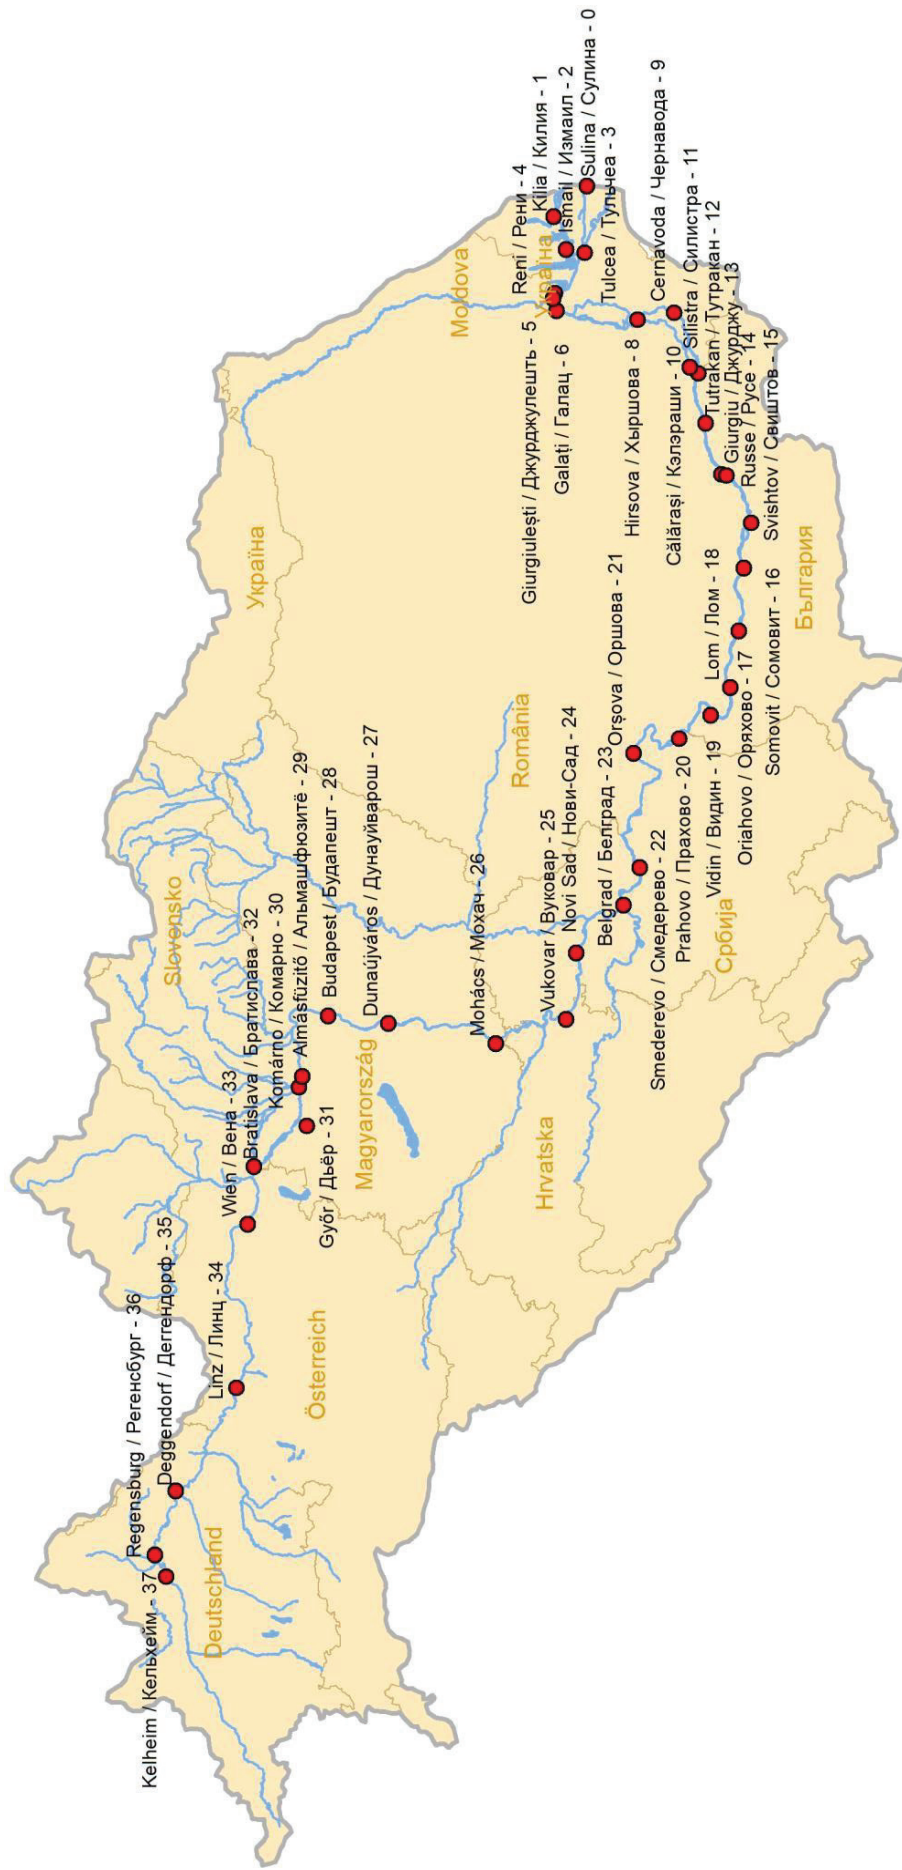 Kelheim / Кельхейм - 37
Regensburg / Регенсбург - 36
Deggendorf / Деггендорф - 35
Deutschland
Linz / Линц - 34
Österreich
Wien / Вена - 33
Bratislava / Братислава - 32
Győr / Дьёр - 31
Komárno / Комарно - 30
Almásfüzitő / Альмашфюзитё - 29
Slovensko
Budapest / Будапешт - 28
Dunaújváros / Дунауйварош - 27
Magyarország
Mohács / Мохач - 26
Hrvatska
Vukovar / Вуковар - 25
Novi Sad / Нови-Сад - 24
Belgrad / Белград - 23
Smederevo / Смедерево - 22
Србија
România
Orșova / Оршова - 21
Prahovo / Прахово - 20
Vidin / Видин - 19
Lom / Лом - 18
Oriahovo / Оряхово - 17
Somovit / Сомовит - 16
България
Україна
Svishtov / Свиштов - 15
Russe / Русе - 14
Giurgiu / Джурджу - 13
Tutrakan / Тутракан - 12
Silistra / Силистра - 11
Călărași / Кэлэраши - 10
Cernavoda / Чернавода - 9
Hirsova / Хыршова - 8
Galați / Галац - 6
Giurgiulești / Джурджулешть - 5
Moldova
Україна
Reni / Рени - 4
Tulcea / Тульчеа - 3
Ismail / Измаил - 2
Kilia / Килия - 1
Sulina / Сулина - 0